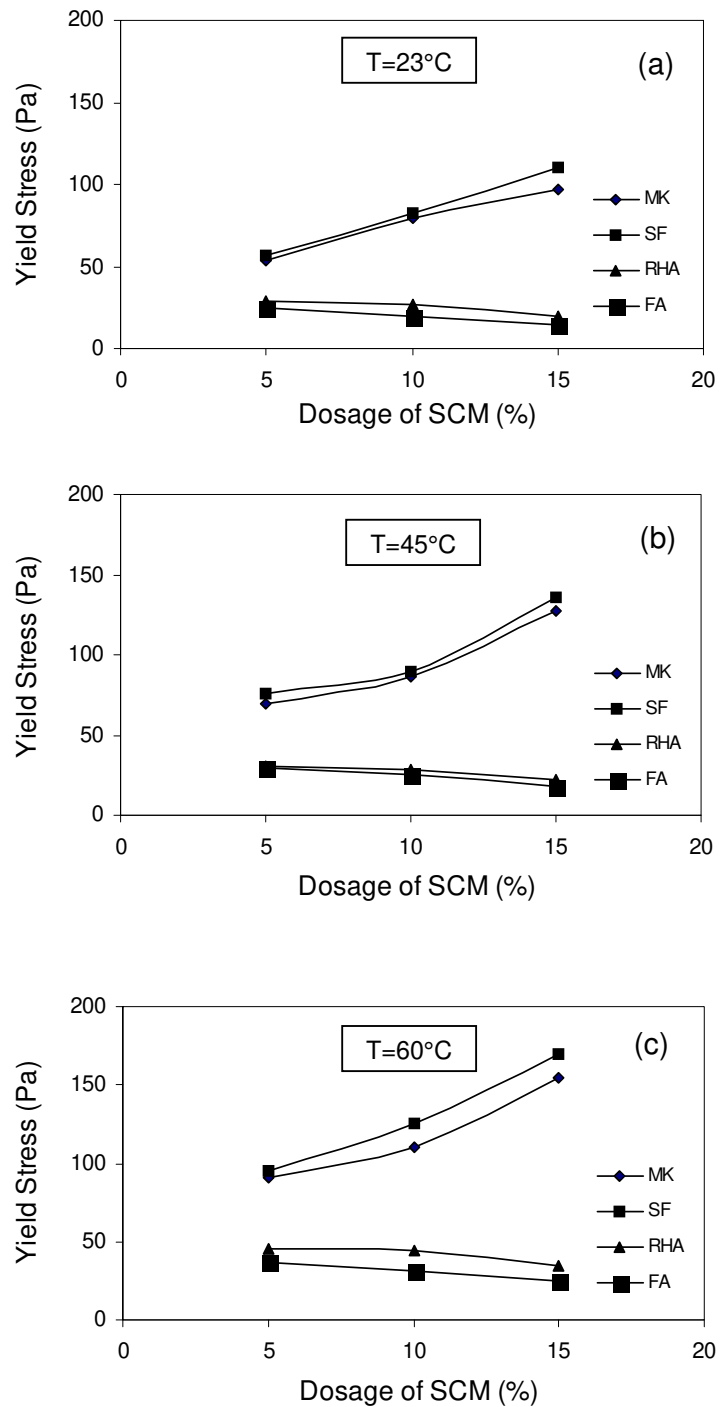 200
T=23°C
(a)
150
100
50
0
Yield Stress (Pa)
MK
SF
RHA
FA
0 5 10 15 20
Dosage of SCM (%)
200
T=45°C
(b)
150
100
50
0
Yield Stress (Pa)
MK
SF
RHA
FA
0 5 10 15 20
Dosage of SCM (%)
200
T=60°C
(c)
150
100
50
0
Yield Stress (Pa)
MK
SF
RHA
FA
0 5 10 15 20
Dosage of SCM (%)